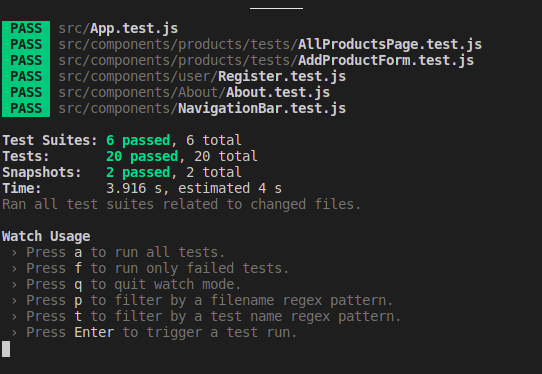 PASS src/App.test.js
PASS src/components/products/tests/AllProductsPage.test.js
PASS src/components/products/tests/AddProductForm.test.js
PASS src/components/user/Register.test.js
PASS src/components/About/About.test.js
PASS src/components/NavigationBar.test.js
Test Suites: 6 passed, 6 total
Tests: 20 passed, 20 total
Snapshots: 2 passed, 2 total
Time: 3.916 s, estimated 4 s
Ran all test suites related to changed files.
Watch Usage
› Press a to run all tests.
› Press f to run only failed tests.
› Press q to quit watch mode.
› Press p to filter by a filename regex pattern.
› Press t to filter by a test name regex pattern.
› Press Enter to trigger a test run.